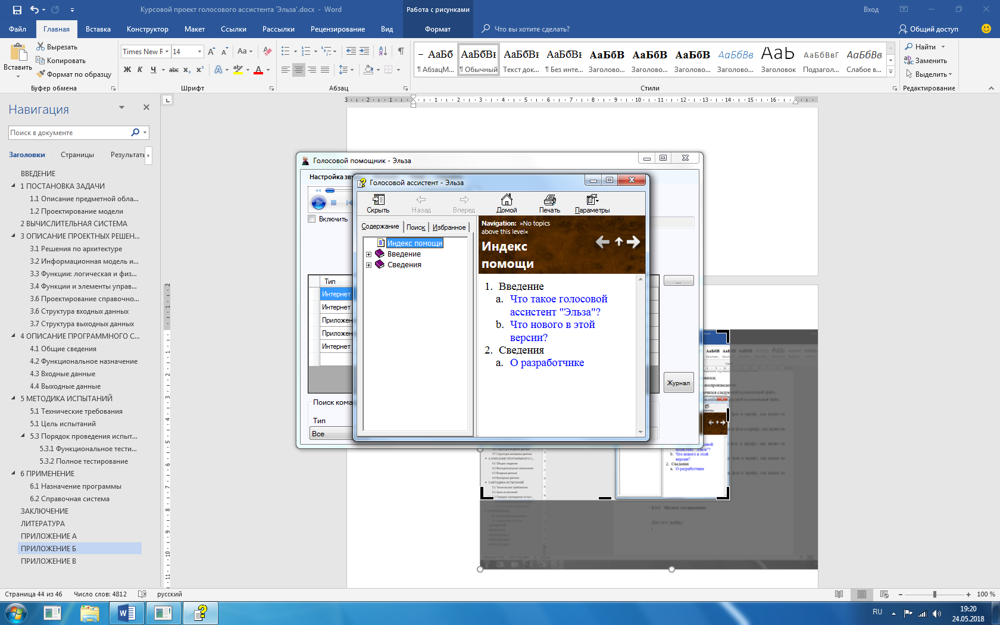 Курсовой проект голосового ассистента 'Эльза'.docx - Word
Работа с рисунками
Вход
Файл
Главная
Вставка
Конструктор
Макет
Ссылки
Рассылки
Рецензирование
Вид
Формат
Что вы хотите сделать?
Общий доступ
Вставить
Вырезать
Копировать
Формат по образцу
Буфер обмена
Times New R
14
Шрифт
Абзац
АаБб
АаБбВ
АаБбВ
АаБбВ
АаБбВ
АаБбВ
АаБбВ
АаБбВв
АаЬ
АаБбВвГ
АаБбВв
¶ АбзацМ...
¶ Обычный
Текст док...
¶ Без инте...
Заголово...
Заголово...
Заголово...
Заголово...
Заголовок
Подзагол...
Слабое в...
Стили
Найти
Заменить
Выделить
Редактирование
Навигация
Поиск в документе
Заголовки
Страницы
Результать
ВВЕДЕНИЕ
1 ПОСТАНОВКА ЗАДАЧИ
1.1 Описание предметной обла...
1.2 Проектирование модели
2 ВЫЧИСЛИТЕЛЬНАЯ СИСТЕМА
3 ОПИСАНИЕ ПРОЕКТНЫХ РЕШЕН...
3.1 Решения по архитектуре
3.2 Информационная модель и...
3.3 Функции: логическая и физ...
3.4 Функции и элементы управ...
3.6 Проектирование справочно...
3.6 Структура входных данных
3.7 Структура выходных данных
4 ОПИСАНИЕ ПРОГРАММНОГО С...
4.1 Общие сведения
4.2 Функциональное назначение
4.3 Входные данные
4.4 Выходные данные
5 МЕТОДИКА ИСПЫТАНИЙ
5.1 Технические требования
5.1 Цель испытаний
5.3 Порядок проведения испыт...
5.3.1 Функциональное тести...
5.3.2 Полное тестирование
6 ПРИМЕНЕНИЕ
6.1 Назначение программы
6.2 Справочная система
ЗАКЛЮЧЕНИЕ
ЛИТЕРАТУРА
ПРИЛОЖЕНИЕ А
ПРИЛОЖЕНИЕ Б
ПРИЛОЖЕНИЕ В
Голосовой помощник - Эльза
Настройка зву
Включить
Тип
Интернет
Интернет
Приложен
Приложен
Интернет
...
Журнал
Поиск кома
Тип
Все
Голосовой ассистент - Эльза
Скрыть
Назад
Вперед
Домой
Печать
Параметры
Содержание
Поиск
Избранное
Индекс помощи
Введение
Сведения
Navigation: »No topics
above this level«
Индекс
помощи
1. Введение
a. Что такое голосовой
ассистент "Эльза"?
b. Что нового в этой
версии?
2. Сведения
a. О разработчике
b. Что нового в этой
версии?
2. Сведения
a. О разработчике
Страница 44 из 46
Число слов: 4812
русский
100 %
RU
19:20
24.05.2018